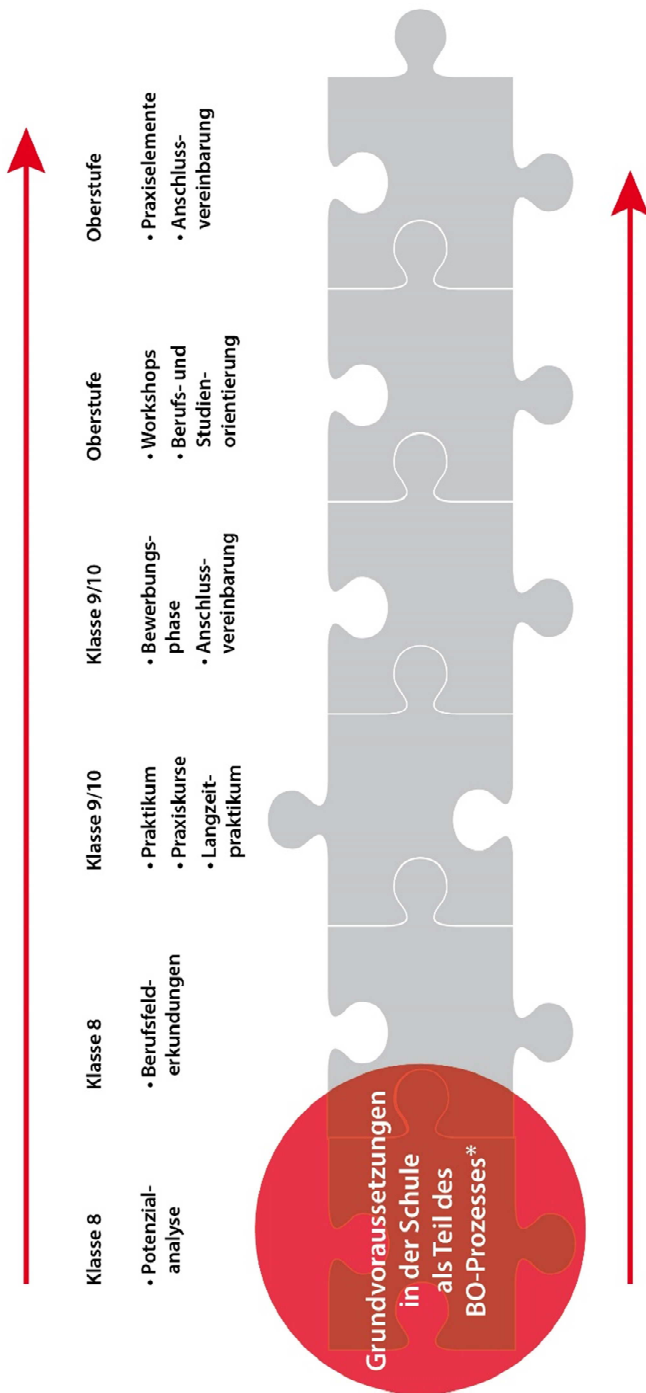 Klasse 8
• Potenzial-
analyse
Klasse 8
• Berufsfeld-
erkundungen
Klasse 9/10
• Praktikum
• Praxiskurse
• Langzeit-
praktikum
Klasse 9/10
• Bewerbungs-
phase
• Anschluss-
vereinbarung
Oberstufe
• Workshops
• Berufs- und
Studien-
orientierung
Oberstufe
• Praxiselemente
• Anschluss-
vereinbarung
Grundvoraussetzungen
in der Schule
als Teil des
BO-Prozesses*